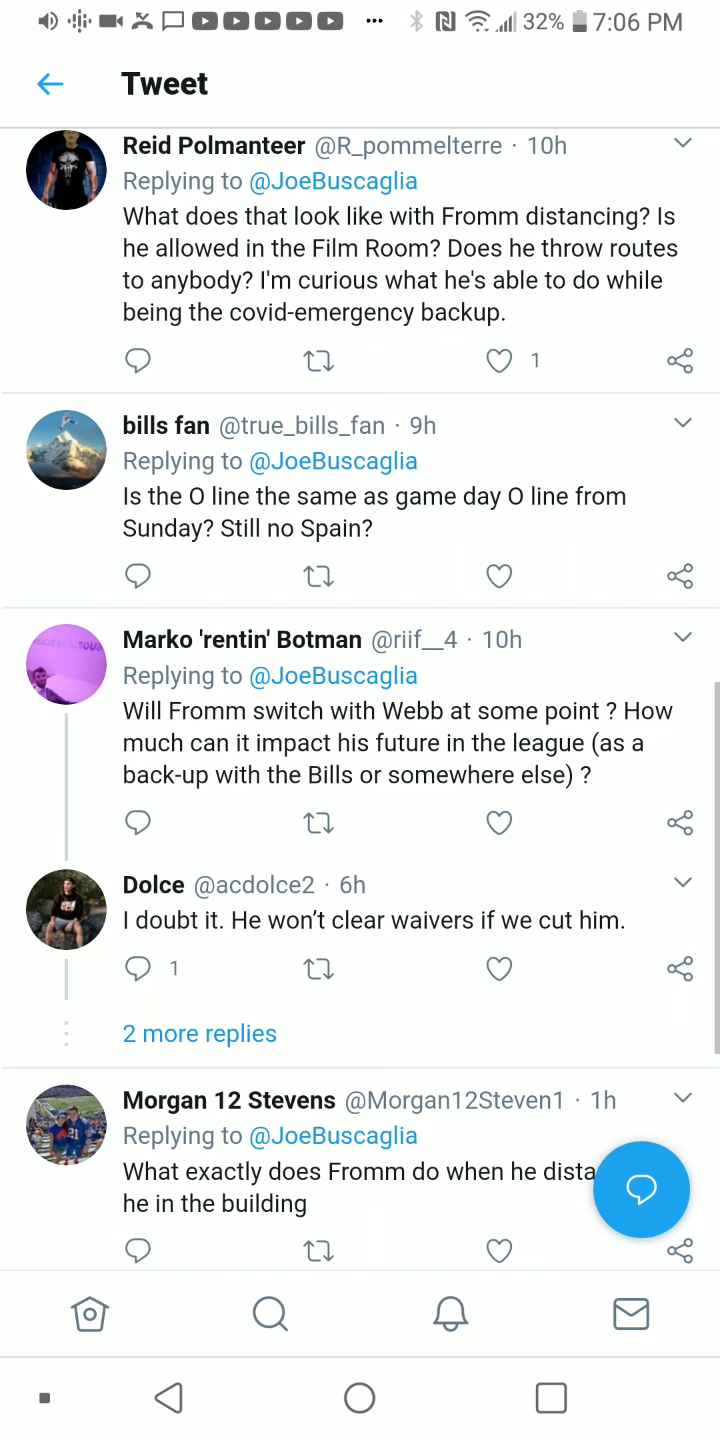 32% 7:06 PM
Tweet
Reid Polmanteer @R_pommelterre · 10h
Replying to @JoeBuscaglia
What does that look like with Fromm distancing? Is
he allowed in the Film Room? Does he throw routes
to anybody? I'm curious what he's able to do while
being the covid-emergency backup.
1
bills fan @true_bills_fan · 9h
Replying to @JoeBuscaglia
Is the O line the same as game day O line from
Sunday? Still no Spain?
Marko 'rentin' Botman @riif__4 · 10h
Replying to @JoeBuscaglia
Will Fromm switch with Webb at some point ? How
much can it impact his future in the league (as a
back-up with the Bills or somewhere else) ?
Dolce @acdolce2 · 6h
I doubt it. He won’t clear waivers if we cut him.
1
2 more replies
Morgan 12 Stevens @Morgan12Steven1 · 1h
Replying to @JoeBuscaglia
What exactly does Fromm do when he dista
he in the building